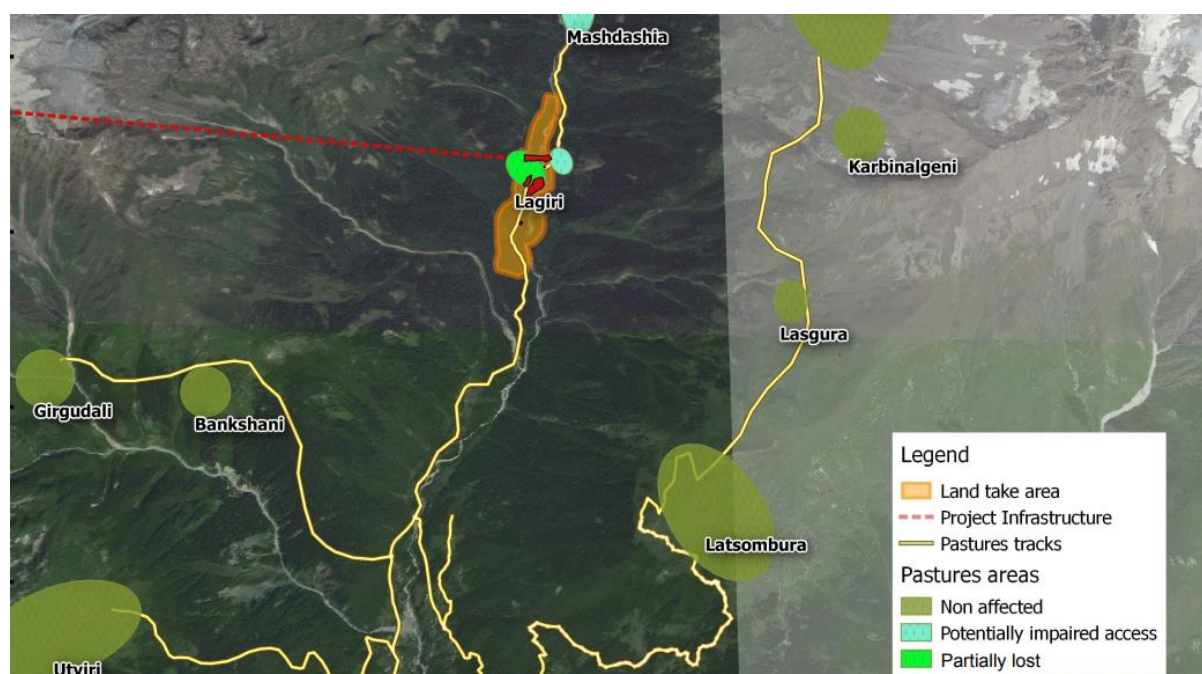 Mashdashia
Karbinalgeni
Lagiri
Lasgura
Girgudali
Bankshani
Latsombura
Utviri
Legend
Land take area
Project Infrastructure
Pastures tracks
Pastures areas
Non affected
Potentially impaired access
Partially lost